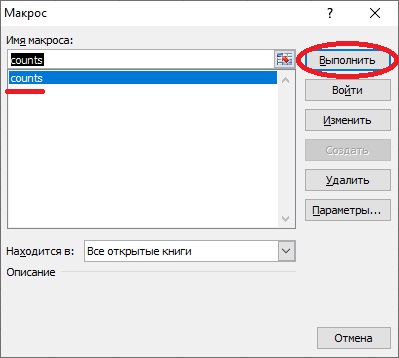 Макрос
?
Имя макроса:
counts
counts
Выполнить
Войти
Изменить
Создать
Удалить
Параметры...
Находится в:
Все открытые книги
Описание
Отмена